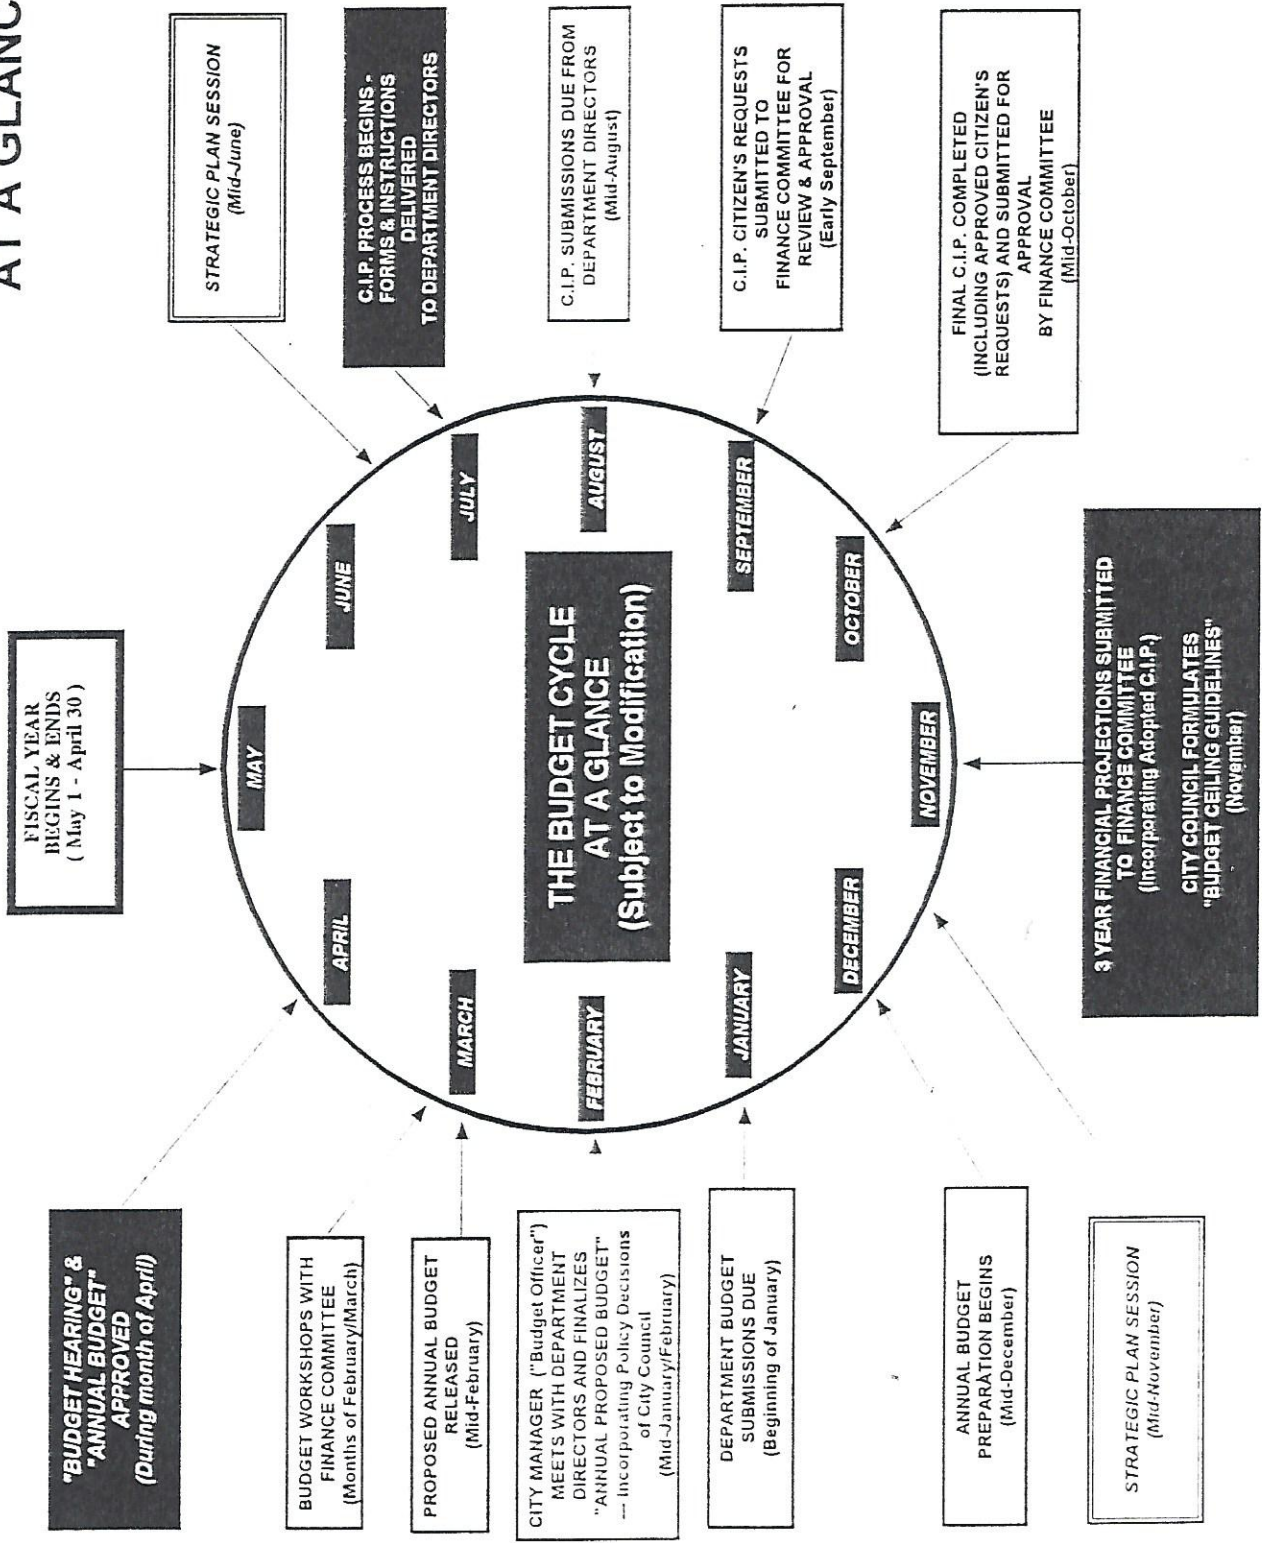 AT A GLANC
FISCAL YEAR
BEGINS & ENDS
( May 1 - April 30 )
STRATEGIC PLAN SESSION
(Mid-June)
C.I.P. PROCESS BEGINS -
FORMS & INSTRUCTIONS
DELIVERED
TO DEPARTMENT DIRECTORS
C.I.P. SUBMISSIONS DUE FROM
DEPARTMENT DIRECTORS
(Mid-August)
C.I.P. CITIZEN'S REQUESTS
SUBMITTED TO
FINANCE COMMITTEE FOR
REVIEW & APPROVAL
(Early September)
FINAL C.I.P. COMPLETED
(INCLUDING APPROVED CITIZEN'S
REQUESTS) AND SUBMITTED FOR
APPROVAL
BY FINANCE COMMITTEE
(Mid-October)
3 YEAR FINANCIAL PROJECTIONS SUBMITTED
TO FINANCE COMMITTEE
(Incorporating Adopted C.I.P.)
CITY COUNCIL FORMULATES
"BUDGET CEILING GUIDELINES"
(November)
STRATEGIC PLAN SESSION
(Mid-November)
ANNUAL BUDGET
PREPARATION BEGINS
(Mid-December)
DEPARTMENT BUDGET
SUBMISSIONS DUE
(Beginning of January)
CITY MANAGER ("Budget Officer")
MEETS WITH DEPARTMENT
DIRECTORS AND FINALIZES
"ANNUAL PROPOSED BUDGET"
--- Incorporating Policy Decisions
of City Council
(Mid-January/February)
PROPOSED ANNUAL BUDGET
RELEASED
(Mid-February)
BUDGET WORKSHOPS WITH
FINANCE COMMITTEE
(Months of February/March)
"BUDGET HEARING" &
"ANNUAL BUDGET"
APPROVED
(During month of April)
MAY
JUNE
JULY
AUGUST
SEPTEMBER
OCTOBER
NOVEMBER
DECEMBER
JANUARY
FEBRUARY
MARCH
APRIL
THE BUDGET CYCLE
AT A GLANCE
(Subject to Modification)